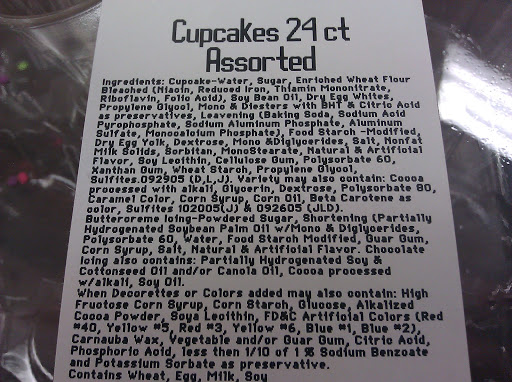 Cupcakes 24 ct
Assorted
Ingredients: Cupcake-Water, Sugar, Enriched Wheat Flour
Bleached (Niacin, Reduced Iron, Thiamin Mononitrate,
Riboflavin, Folic Acid), Soy Bean Oil, Dry Egg Whites,
Propylene Glycol, Mono & Diesters with BHT & Citric Acid
as preservatives, Leavening (Baking Soda, Sodium Acid
Pyrophosphate, Sodium Aluminum Phosphate, Aluminum
Sulfate, Monocalcium Phosphate), Food Starch -Modified,
Dry Egg Yolk, Dextrose, Mono &Diglycerides, Salt, Nonfat
Milk Solids, Sorbitan, MonoStearate, Natural & Artificial
Flavor, Soy Lecithin, Cellulose Gum, Polysorbate 60,
Xanthan Gum, Wheat Starch, Propylene Glycol,
Sulfites.092905 (D,L,J). Variety may also contain: Cocoa
processed with alkali, Glycerin, Dextrose, Polysorbate 80,
Caramel Color, Corn Syrup, Corn Oil, Beta Carotene as
color, Sulfites 102005(J) & 092605 (JLD).
Buttercreme Icing-Powdered Sugar, Shortening (Partially
Hydrogenated Soybean Palm Oil w/Mono & Diglycerides,
Polysorbate 60, Water, Food Starch Modified, Guar Gum,
Corn Syrup, Salt, Natural & Artificial Flavor. Chocolate
Icing also contains: Partially Hydrogenated Soy &
Cottonseed Oil and/or Canola Oil, Cocoa processed
w/alkali, Soy Oil.
When Decorettes or Colors added may also contain: High
Fructose Corn Syrup, Corn Starch, Glucose, Alkalized
Cocoa Powder, Soya Lecithin, FD&C Artificial Colors (Red
#40, Yellow #5, Red #3, Yellow #6, Blue #1, Blue #2),
Carnauba Wax, Vegetable and/or Guar Gum, Citric Acid,
Phosphoric Acid, less then 1/10 of 1 % Sodium Benzoate
and Potassium Sorbate as preservative.
Contains Wheat, Egg, Milk, Soy